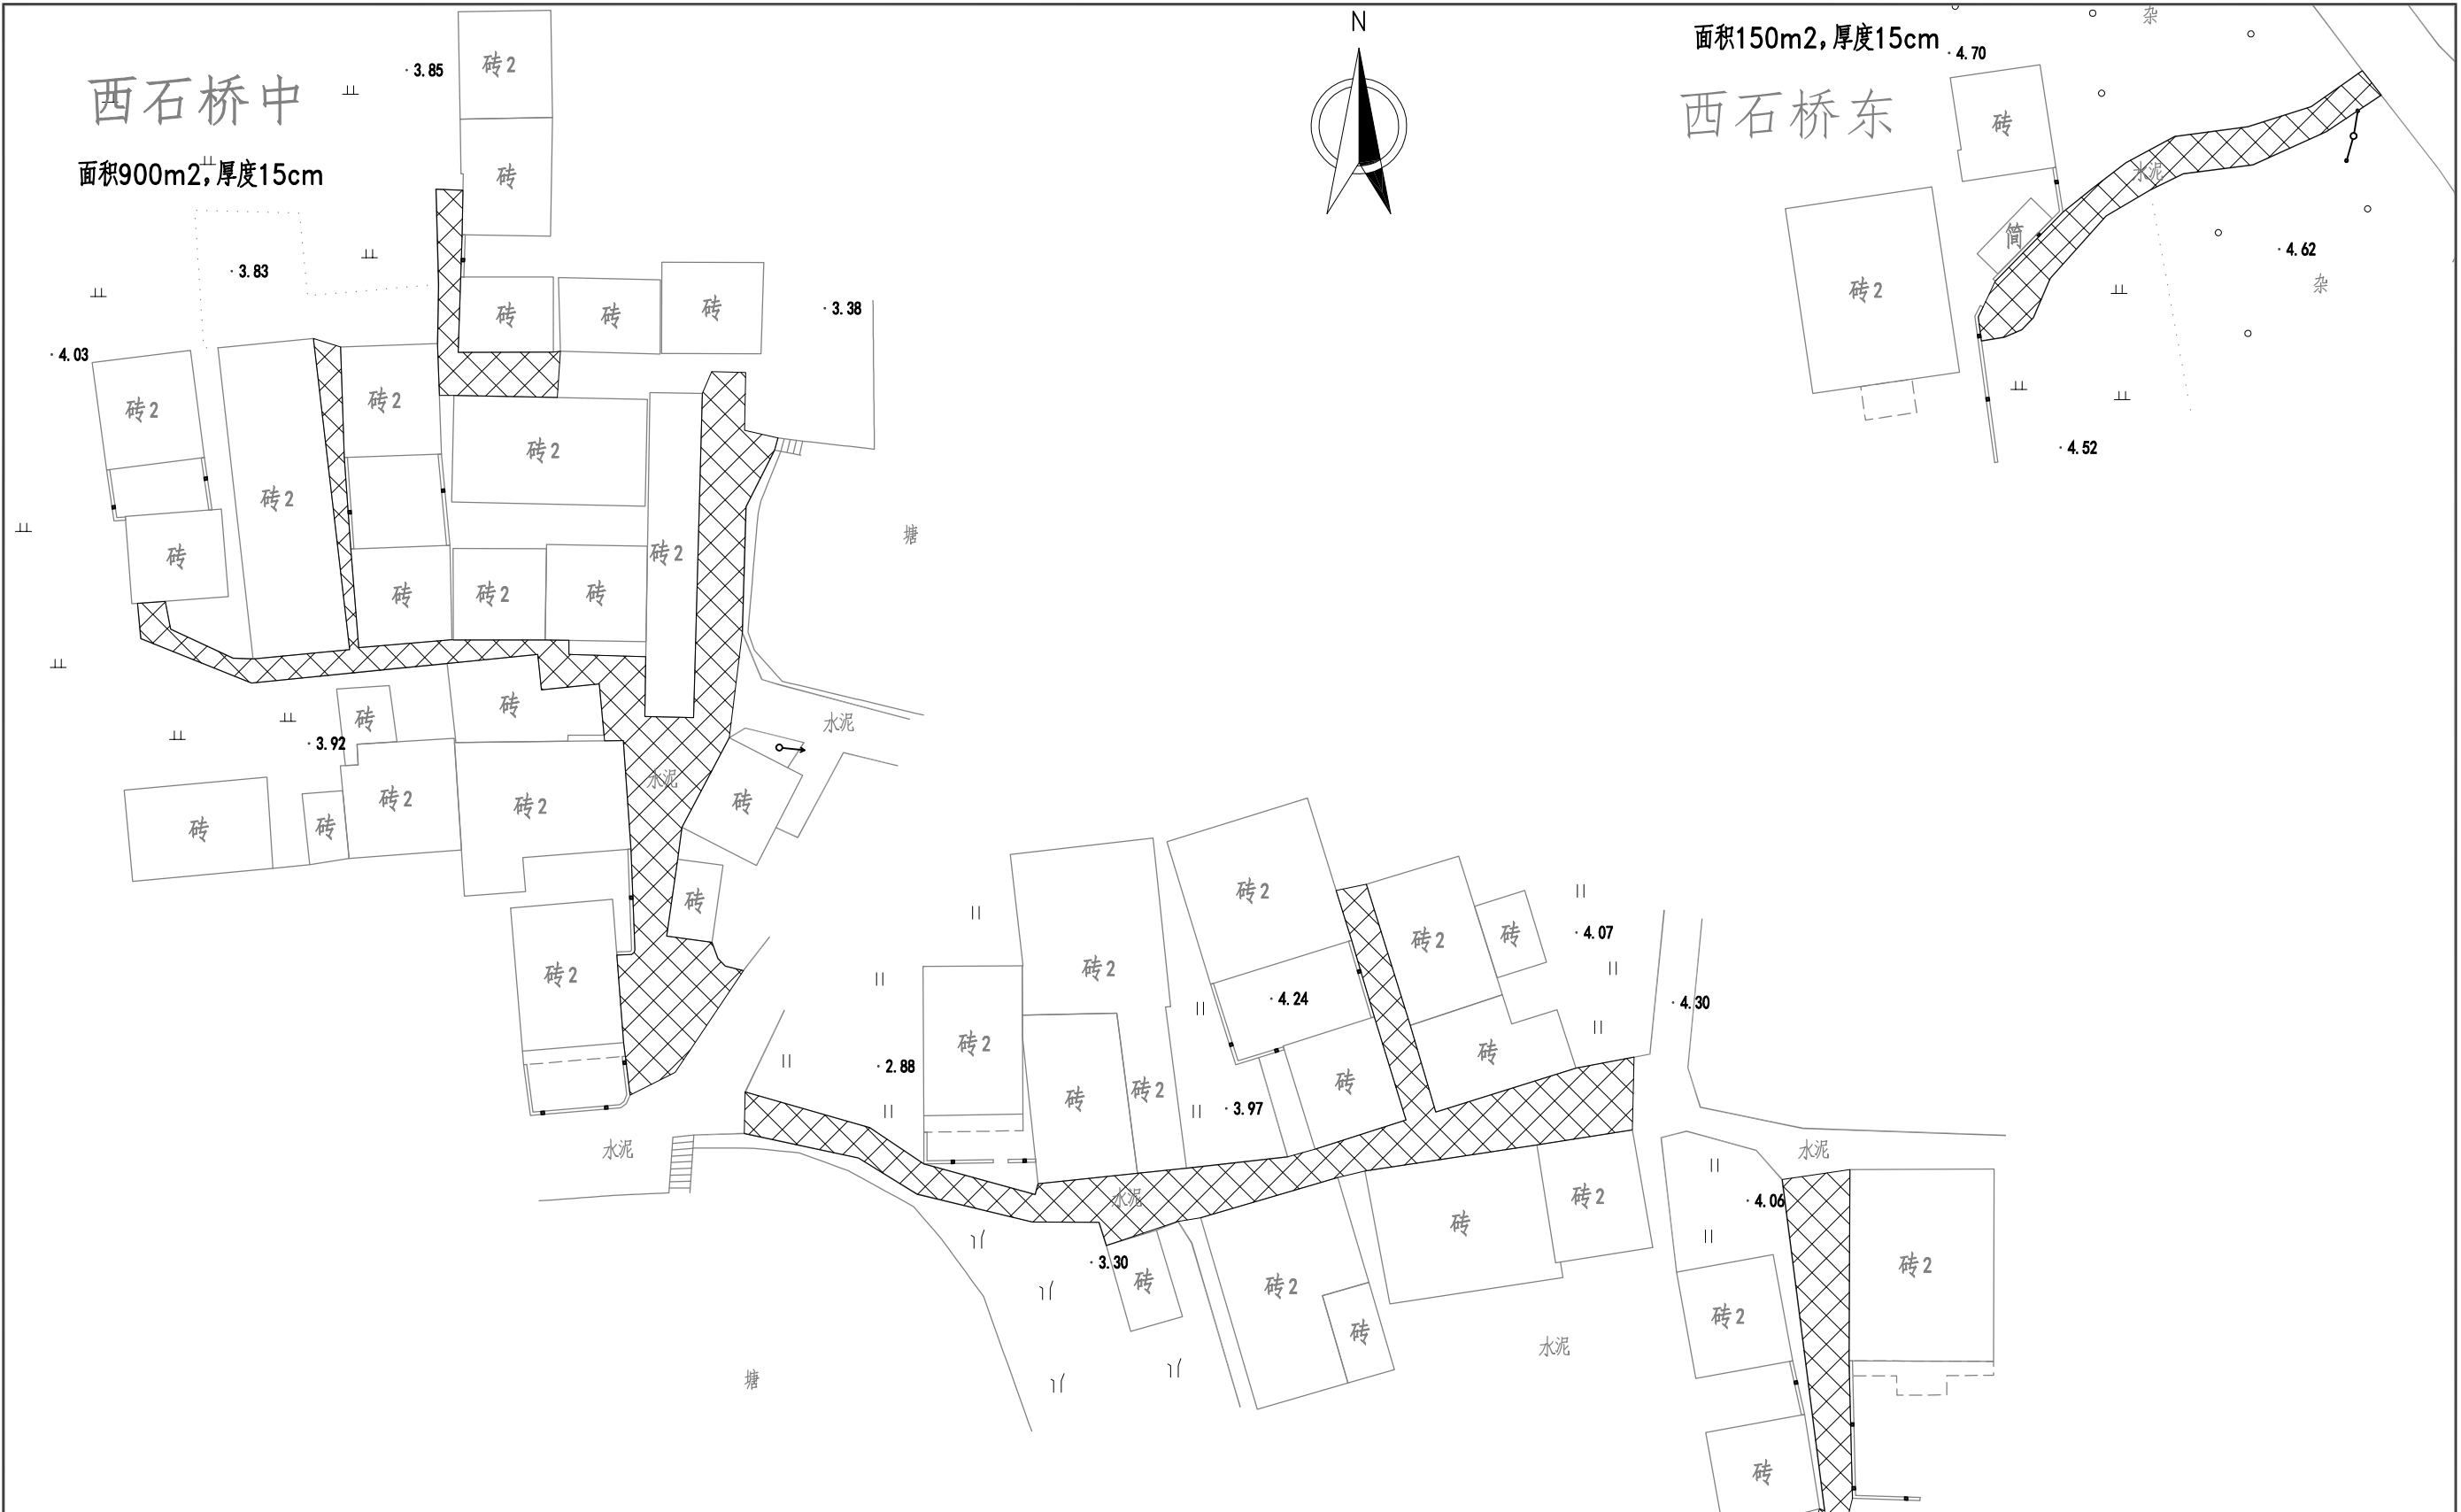 N
面积150m2,厚度15cm
杂
4.70
西石桥中
3.85
砖2
西石桥东
砖
面积900m2,厚度15cm
砖
水泥
3.83
简
4.62
杂
砖2
4.03
砖
砖
砖
3.38
砖2
砖2
砖2
4.52
砖2
砖2
塘
砖
砖
砖2
砖
砖2
砖
砖
3.92
水泥
水泥
砖
砖
砖2
砖2
砖
砖
砖2
砖2
砖2
砖2
砖
4.07
4.24
4.30
砖2
2.88
砖
砖2
3.97
砖
砖
水泥
水泥
水泥
4.06
砖
砖2
3.30
砖
砖2
砖2
砖2
砖
水泥
塘
砖